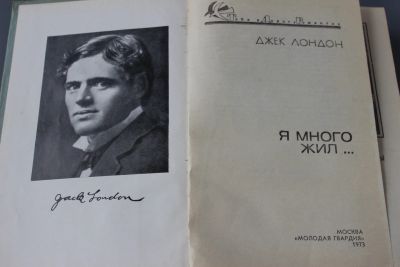 Jack London
ДЖЕК ЛОНДОН
Я МНОГО
ЖИЛ ...
МОСКВА
«МОЛОДАЯ ГВАРДИЯ»
1973